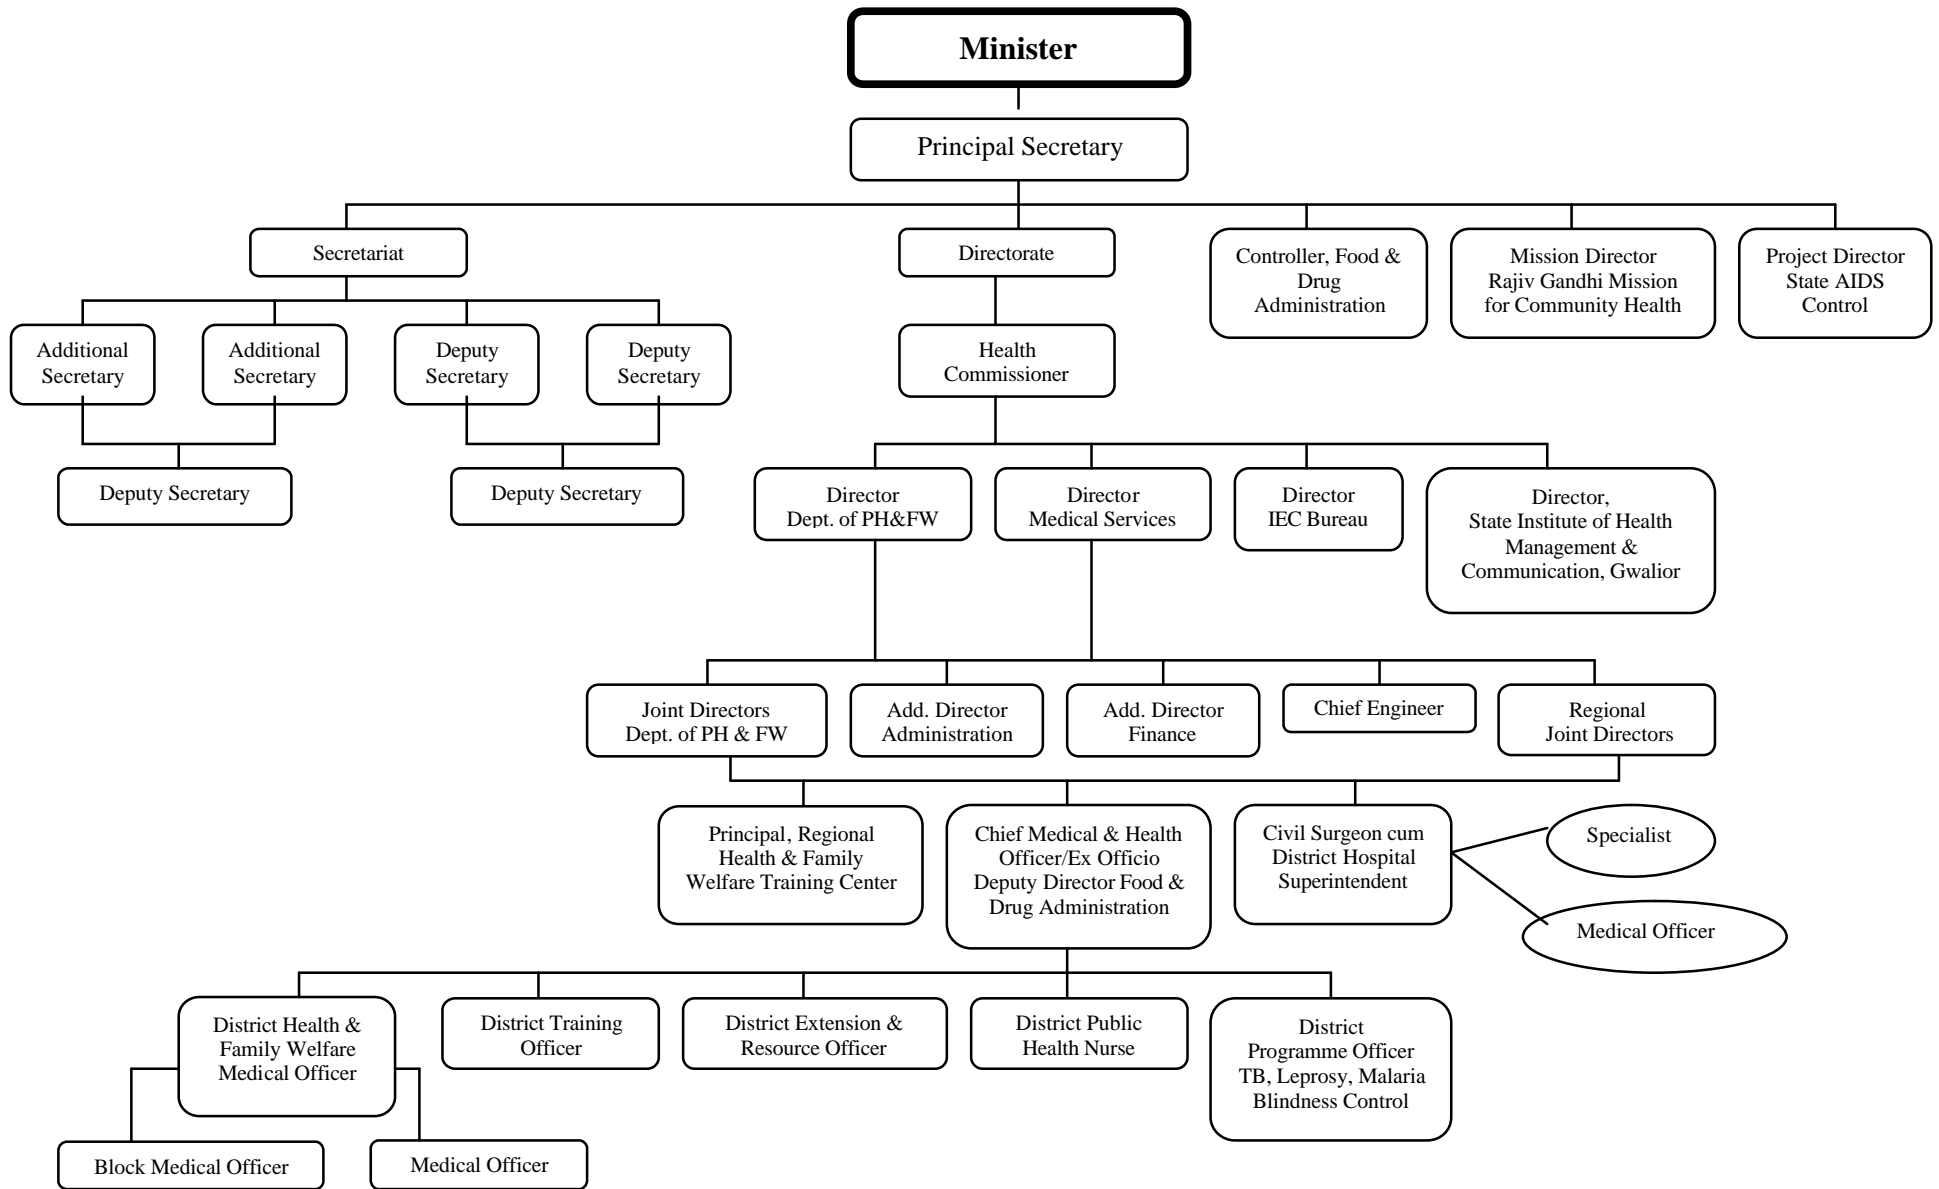 Minister
Principal Secretary
Secretariat
Directorate
Controller, Food &
Drug
Administration
Mission Director
Rajiv Gandhi Mission
for Community Health
Project Director
State AIDS
Control
Additional
Secretary
Additional
Secretary
Deputy
Secretary
Deputy
Secretary
Health
Commissioner
Deputy Secretary
Deputy Secretary
Director
Dept. of PH&FW
Director
Medical Services
Director
IEC Bureau
Director,
State Institute of Health
Management &
Communication, Gwalior
Joint Directors
Dept. of PH & FW
Add. Director
Administration
Add. Director
Finance
Chief Engineer
Regional
Joint Directors
Principal, Regional
Health & Family
Welfare Training Center
Chief Medical & Health
Officer/Ex Officio
Deputy Director Food &
Drug Administration
Civil Surgeon cum
District Hospital
Superintendent
Specialist
Medical Officer
District Health &
Family Welfare
Medical Officer
District Training
Officer
District Extension &
Resource Officer
District Public
Health Nurse
District
Programme Officer
TB, Leprosy, Malaria
Blindness Control
Block Medical Officer
Medical Officer